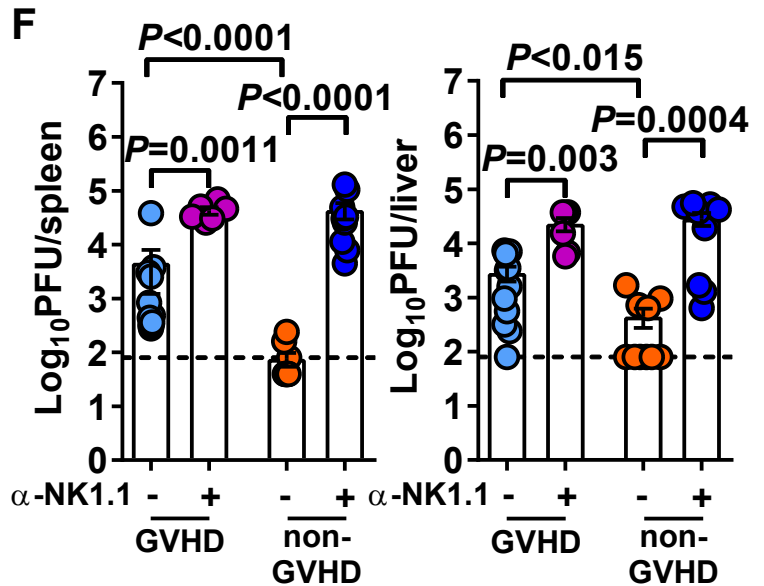 F
P<0.0001
P<0.0001
P=0.0011
Log₁₀PFU/spleen
7
6
5
4
3
2
1
0
α-NK1.1 - + - +
GVHD
non-
GVHD
P<0.015
P=0.0004
P=0.003
Log₁₀PFU/liver
7
6
5
4
3
2
1
0
α-NK1.1 - + - +
GVHD
non-
GVHD